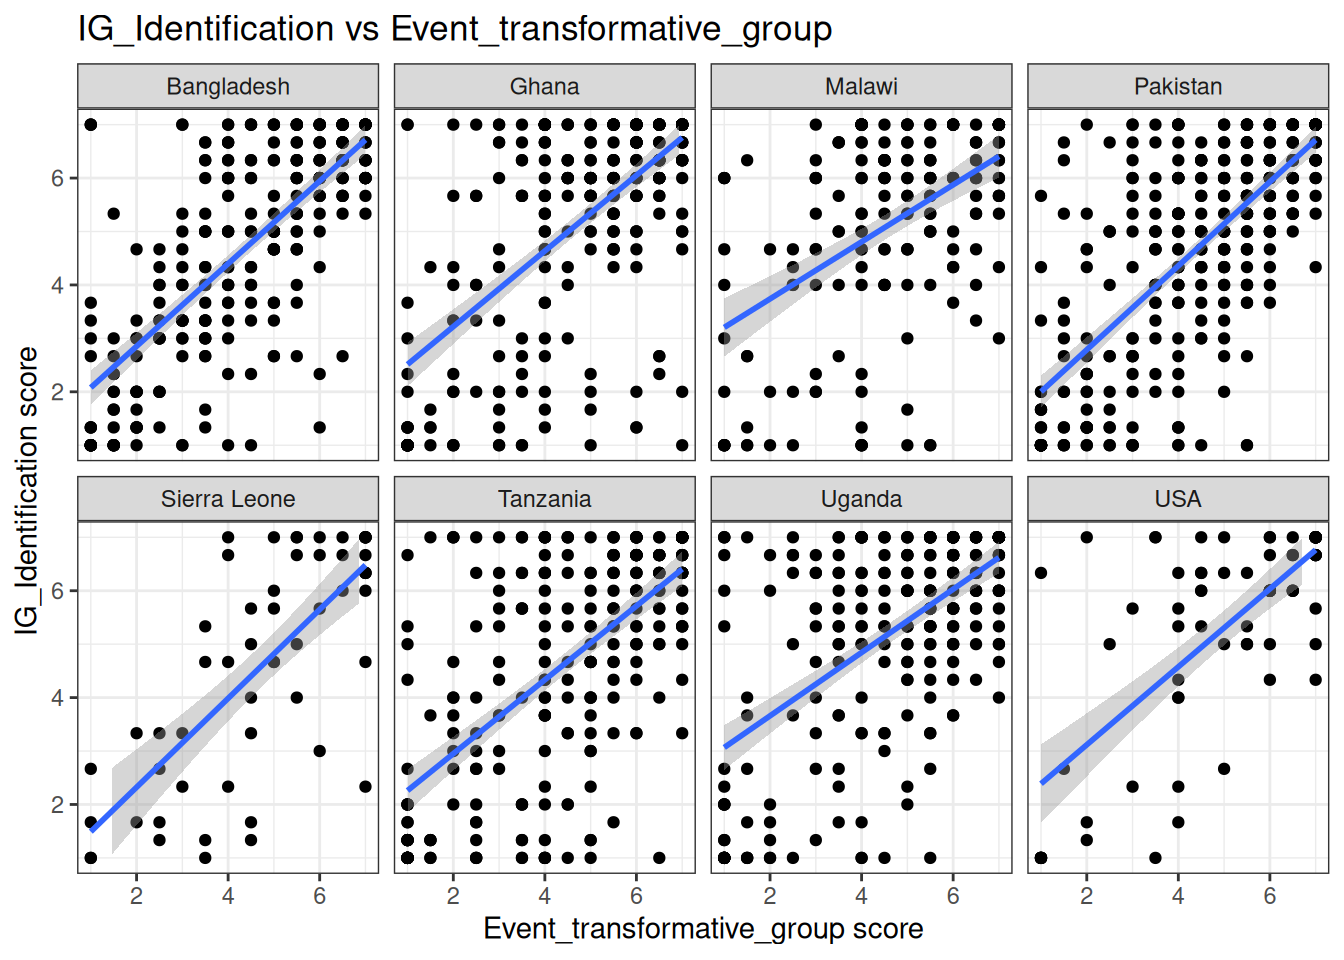 IG_Identification vs Event_transformative_group
Bangladesh
Ghana
Malawi
Pakistan
6
4
2
Sierra Leone
Tanzania
Uganda
USA
6
4
2
2 4 6 2 4 6 2 4 6 2 4 6
IG_Identification score
Event_transformative_group score